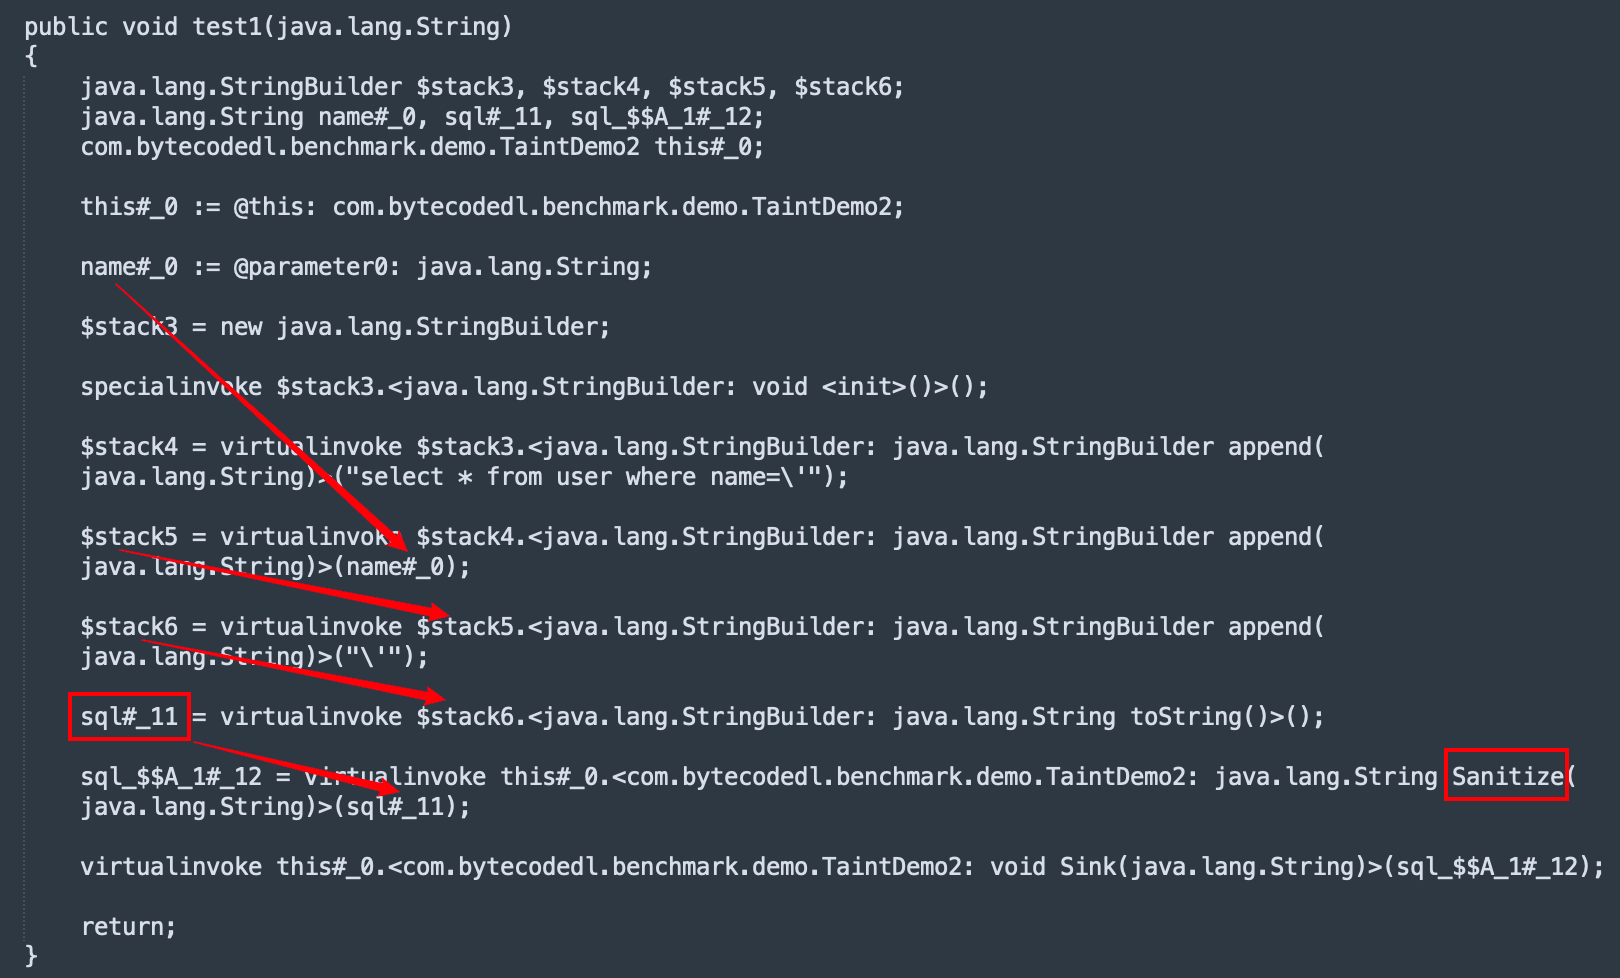 public void test1(java.lang.String)
{
java.lang.StringBuilder $stack3, $stack4, $stack5, $stack6;
java.lang.String name#_0, sql#_11, sql_$$A_1#_12;
com.bytecodedl.benchmark.demo.TaintDemo2 this#_0;
this#_0 := @this: com.bytecodedl.benchmark.demo.TaintDemo2;
name#_0 := @parameter0: java.lang.String;
$stack3 = new java.lang.StringBuilder;
specialinvoke $stack3.<java.lang.StringBuilder: void <init>()>();
$stack4 = virtualinvoke $stack3.<java.lang.StringBuilder: java.lang.StringBuilder append(
java.lang.String)>("select * from user where name=\'");
$stack5 = virtualinvoke $stack4.<java.lang.StringBuilder: java.lang.StringBuilder append(
java.lang.String)>(name#_0);
$stack6 = virtualinvoke $stack5.<java.lang.StringBuilder: java.lang.StringBuilder append(
java.lang.String)>("\'");
sql#_11 = virtualinvoke $stack6.<java.lang.StringBuilder: java.lang.String toString()>();
sql_$$A_1#_12 = virtualinvoke this#_0.<com.bytecodedl.benchmark.demo.TaintDemo2: java.lang.String Sanitize(
java.lang.String)>(sql#_11);
virtualinvoke this#_0.<com.bytecodedl.benchmark.demo.TaintDemo2: void Sink(java.lang.String)>(sql_$$A_1#_12);
return;
}